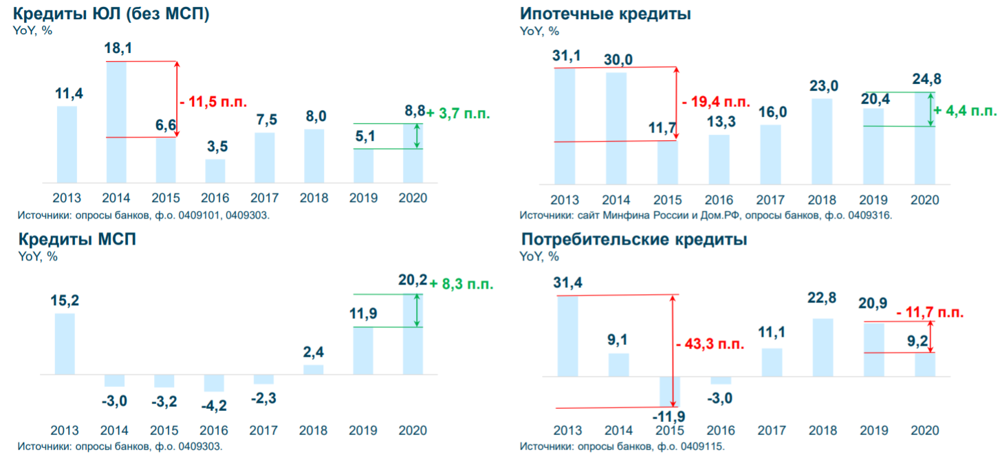 Кредиты ЮЛ (без МСП)
YoY, %
11,4
18,1
6,6
3,5
7,5
8,0
5,1
8,8
- 11,5 п.п.
+ 3,7 п.п.
2013 2014 2015 2016 2017 2018 2019 2020
Источники: опросы банков, ф.о. 0409101, 0409303.
Ипотечные кредиты
YoY, %
31,1
30,0
11,7
13,3
16,0
23,0
20,4
24,8
- 19,4 п.п.
+ 4,4 п.п.
2013 2014 2015 2016 2017 2018 2019 2020
Источники: сайт Минфина России и Дом.РФ, опросы банков, ф.о. 0409316.
Кредиты МСП
YoY, %
15,2
-3,0
-3,2
-4,2
-2,3
2,4
11,9
20,2
+ 8,3 п.п.
2013 2014 2015 2016 2017 2018 2019 2020
Источники: опросы банков, ф.о. 0409303.
Потребительские кредиты
YoY, %
31,4
9,1
-11,9
-3,0
11,1
22,8
20,9
9,2
- 43,3 п.п.
- 11,7 п.п.
2013 2014 2015 2016 2017 2018 2019 2020
Источники: опросы банков, ф.о. 0409115.